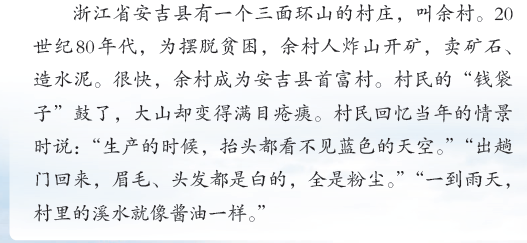 浙江省安吉县有一个三面环山的村庄，叫余村。20
世纪80年代，为摆脱贫困，余村人炸山开矿，卖矿石、
造水泥。很快，余村成为安吉县首富村。村民的“钱袋
子”鼓了，大山却变得满目疮痍。村民回忆当年的情景
时说：“生产的时候，抬头都看不见蓝色的天空。”“出趟
门回来，眉毛、头发都是白的，全是粉尘。”“一到雨天，
村里的溪水就像酱油一样。”